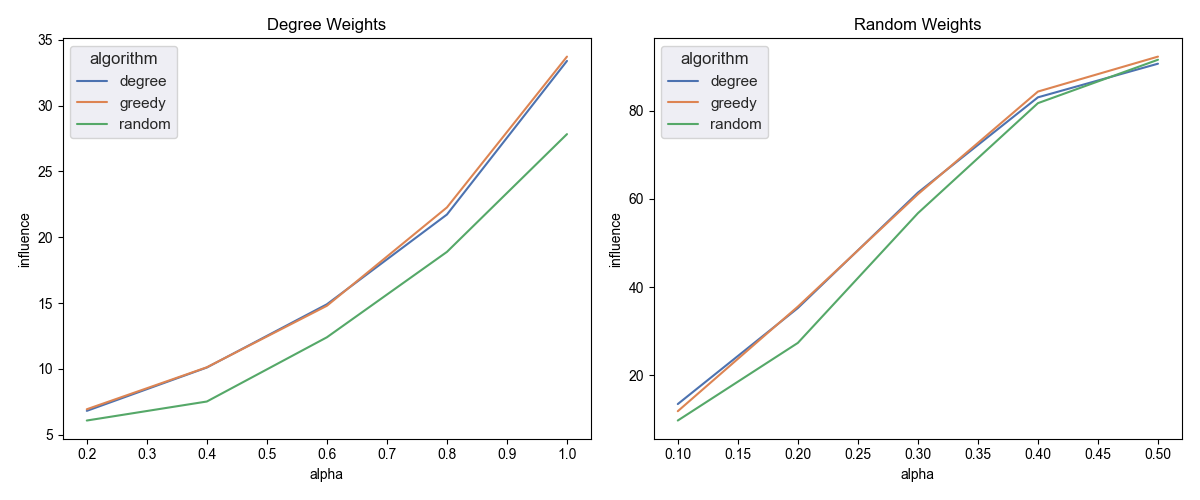 Degree Weights
algorithm
degree
greedy
random
35
30
25
20
15
10
5
influence
0.2 0.3 0.4 0.5 0.6 0.7 0.8 0.9 1.0
alpha
Random Weights
algorithm
degree
greedy
random
80
60
40
20
influence
0.10 0.15 0.20 0.25 0.30 0.35 0.40 0.45 0.50
alpha